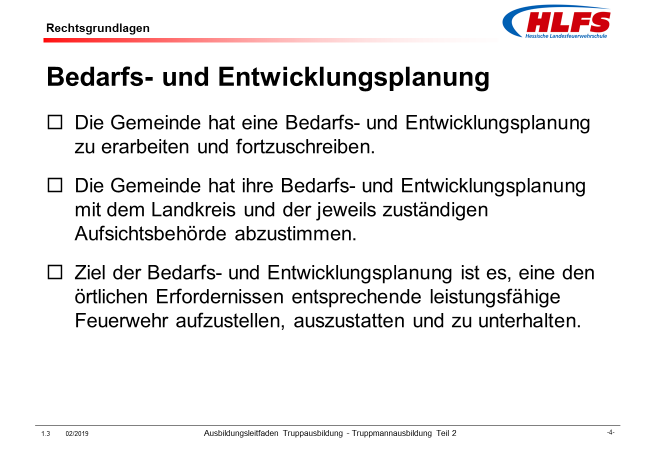 Rechtsgrundlagen
HLFS
Hessische Landesfeuerwehrschule
Bedarfs- und Entwicklungsplanung
Die Gemeinde hat eine Bedarfs- und Entwicklungsplanung
zu erarbeiten und fortzuschreiben.
Die Gemeinde hat ihre Bedarfs- und Entwicklungsplanung
mit dem Landkreis und der jeweils zuständigen
Aufsichtsbehörde abzustimmen.
Ziel der Bedarfs- und Entwicklungsplanung ist es, eine den
örtlichen Erfordernissen entsprechende leistungsfähige
Feuerwehr aufzustellen, auszustatten und zu unterhalten.
1.3 02/2019 Ausbildungsleitfaden Truppausbildung - Truppmannausbildung Teil 2 -4-